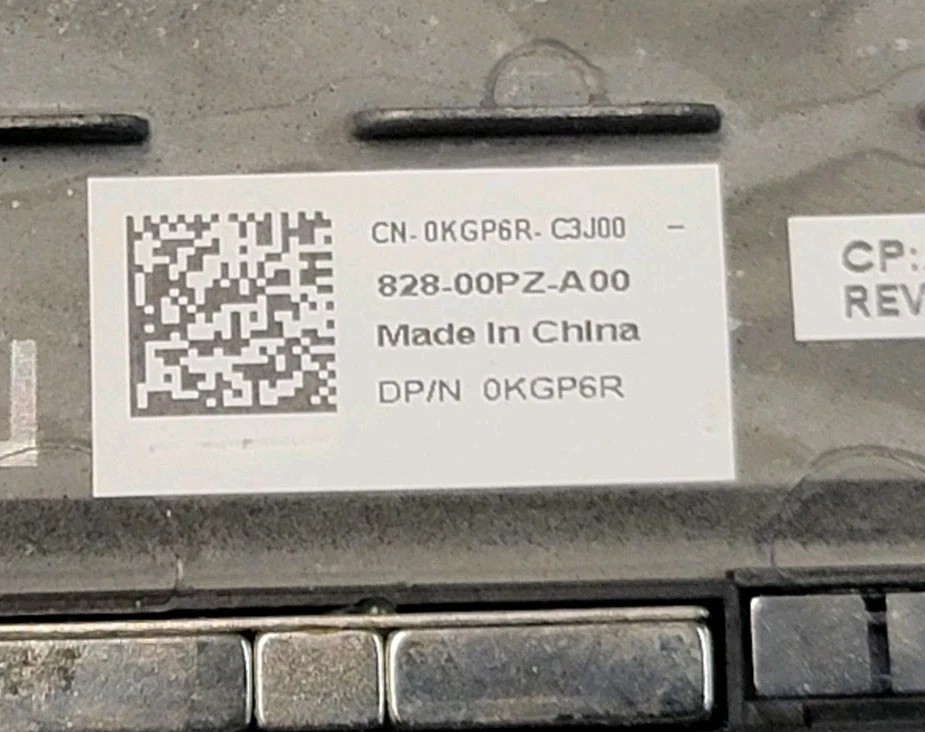 CN-0KGP6R-C3J00 -
828-00PZ-A00
Made In China
DP/N 0KGP6R
CP:
REV